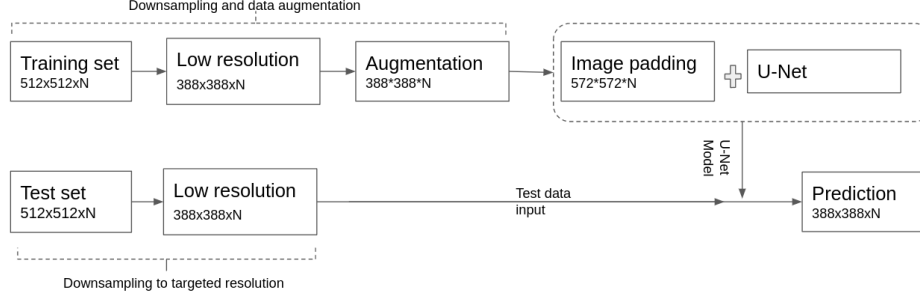 Downsampling and data augmentation
Training set
512x512xN
Low resolution
388x388xN
Augmentation
388*388*N
Image padding
572*572*N
U-Net
U-Net
Model
Test set
512x512xN
Low resolution
388x388xN
Test data
input
Prediction
388x388xN
Downsampling to targeted resolution